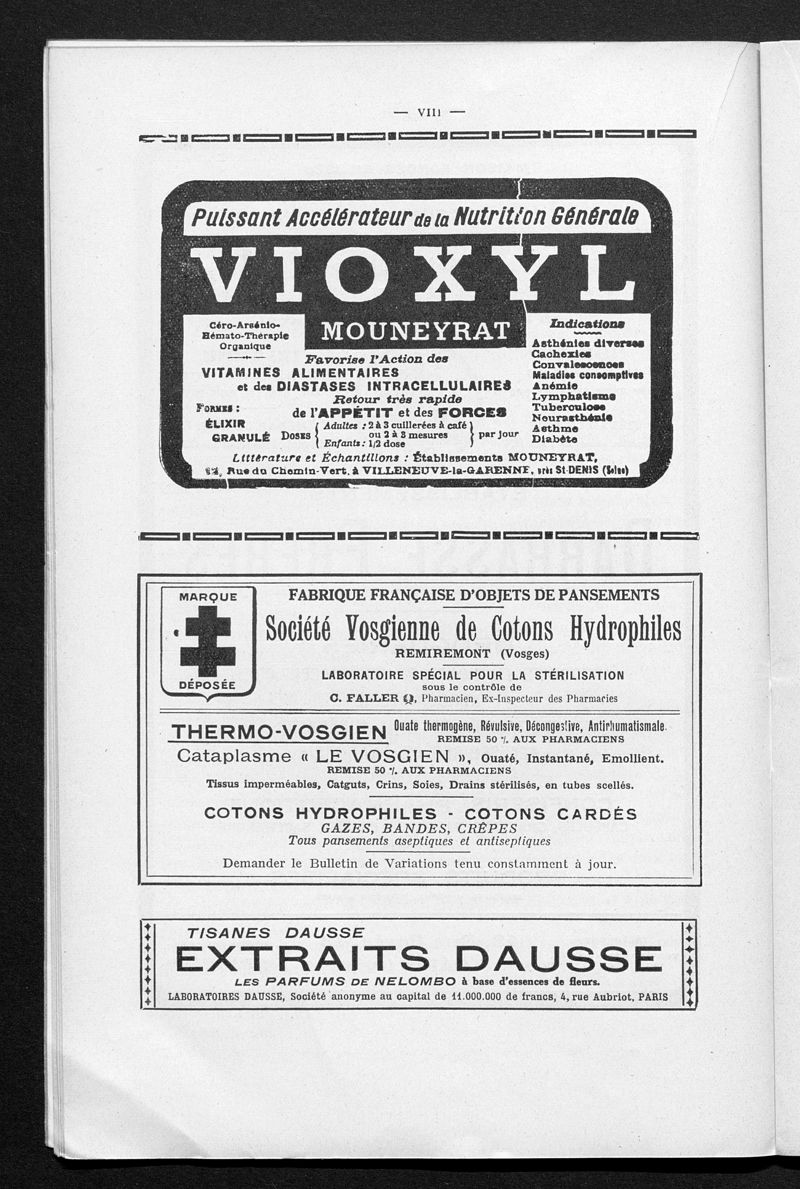 — VIII —
Puissant Accélérateur de la Nutrition Générale
VIOXYL
MOUNEYRAT
Céro-Arsénio-
Hémato-Thérapie
Organique
Favorise l'Action des
VITAMINES ALIMENTAIRES
et des DIASTASES INTRACELLULAIRES
Retour très rapide
de l'APPÉTIT et des FORCES
FORMES :
ÉLIXIR
GRANULÉ
DOSES
Adultes : 2 à 3 cuillerées à café
ou 2 à 3 mesures
Enfants : 1/2 dose
par jour
Indications
Asthénies diverses
Cachexies
Convalescences
Maladies consomptives
Anémie
Lymphatisme
Tuberculose
Neurasthénie
Asthme
Diabète
Littérature et Échantillons : Établissements MOUNEYRAT,
Rue du Chemin-Vert, à VILLENEUVE-la-GARENNE, près St-DENIS (Seine)
MARQUE
DÉPOSÉE
FABRIQUE FRANÇAISE D'OBJETS DE PANSEMENTS
Société Vosgienne de Cotons Hydrophiles
REMIREMONT (Vosges)
LABORATOIRE SPÉCIAL POUR LA STÉRILISATION
sous le contrôle de
C. FALLER, Pharmacien, Ex-Inspecteur des Pharmacies
THERMO-VOSGIEN Ouate thermogène, Révulsive, Décongestive, Antirhumatismale.
REMISE 50 % AUX PHARMACIENS
Cataplasme « LE VOSGIEN », Ouaté, Instantané, Emollient.
REMISE 50 % AUX PHARMACIENS
Tissus imperméables, Catguts, Crins, Soies, Drains stérilisés, en tubes scellés.
COTONS HYDROPHILES - COTONS CARDÉS
GAZES, BANDES, CRÊPES
Tous pansements aseptiques et antiseptiques
Demander le Bulletin de Variations tenu constamment à jour.
TISANES DAUSSE
EXTRAITS DAUSSE
LES PARFUMS DE NELOMBO à base d'essences de fleurs.
LABORATOIRES DAUSSE, Société anonyme au capital de 11.000.000 de francs, 4, rue Aubriot, PARIS